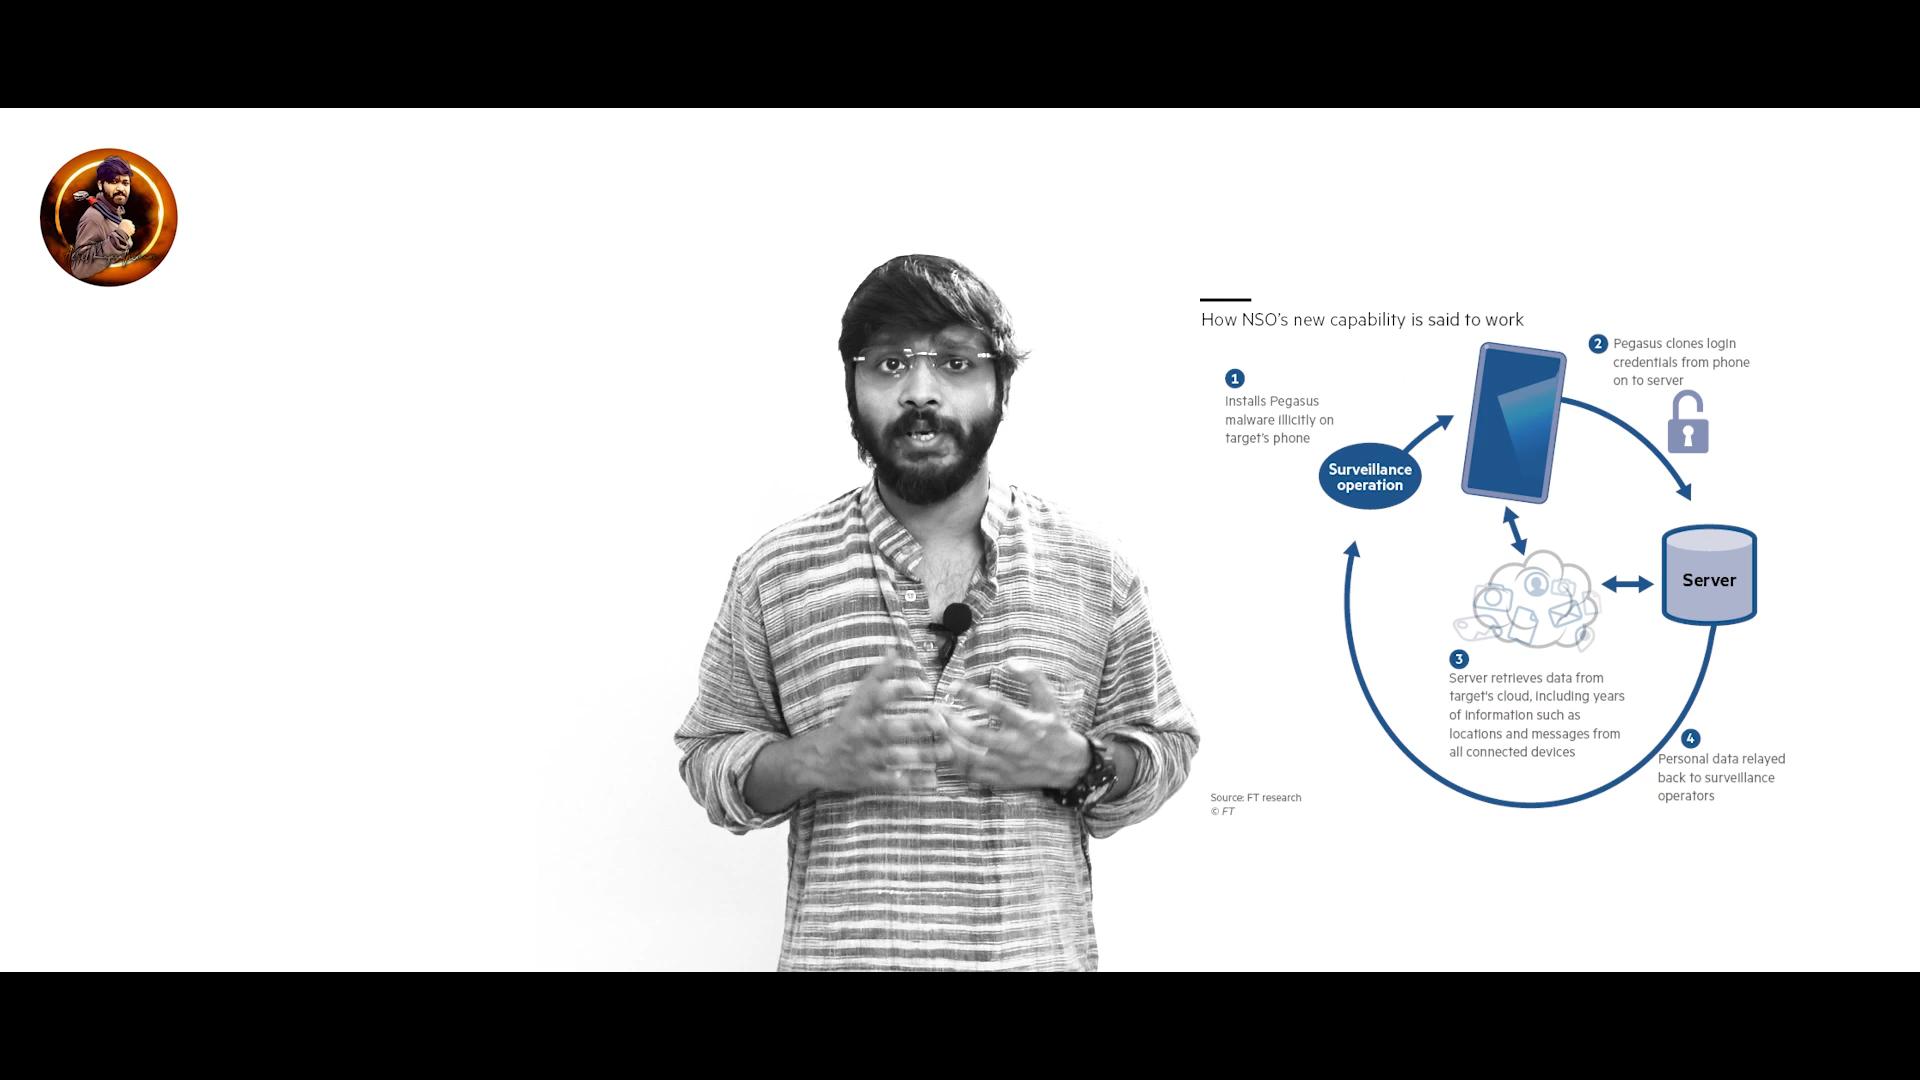 How NSO's new capability is said to work
1
Installs Pegasus
malware illicitly on
target's phone
Surveillance
operation
2 Pegasus clones login
credentials from phone
on to server
Server
3
Server retrieves data from
target's cloud, including years
of information such as
locations and messages from
all connected devices
4
Personal data relayed
back to surveillance
operators
Source: FT research
© FT